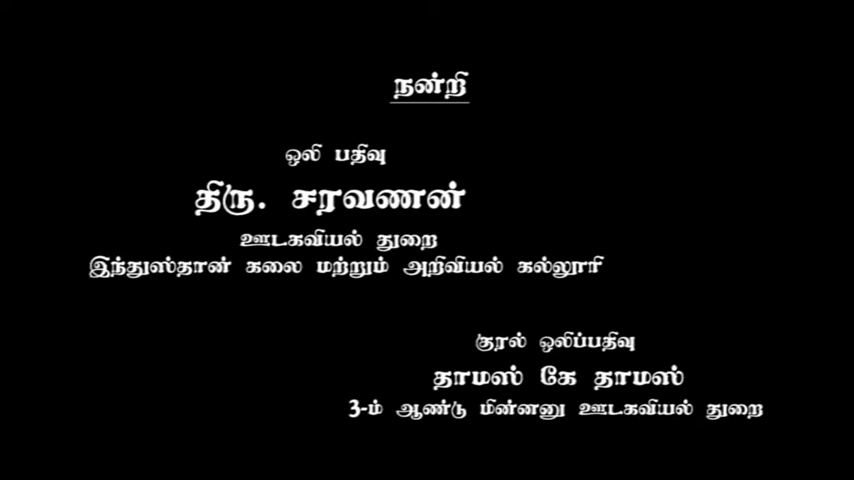 நன்றி
ஒலி பதிவு
திரு. சரவணன்
ஊடகவியல் துறை
இந்துஸ்தான் கலை மற்றும் அறிவியல் கல்லூரி
குரல் ஒலிப்பதிவு
தாமஸ் கே தாமஸ்
3-ம் ஆண்டு மின்னனு ஊடகவியல் துறை